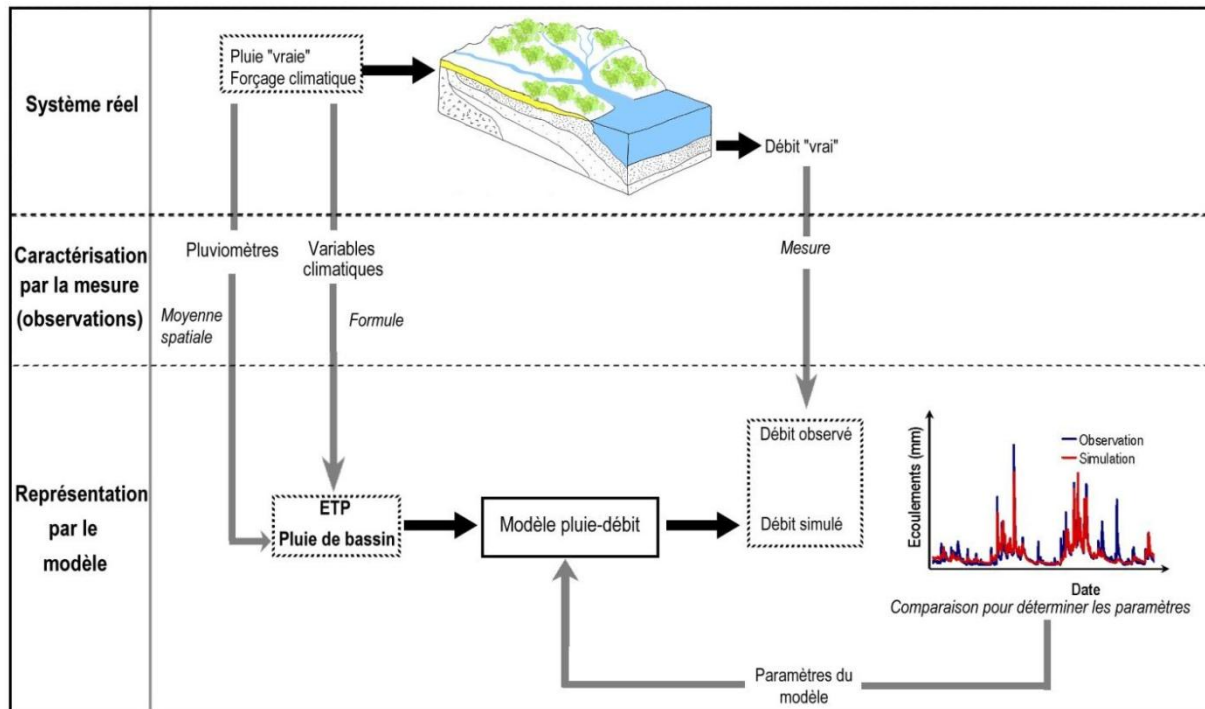 Système réel
Pluie "vraie"
Forçage climatique
Débit "vrai"
Caractérisation
par la mesure
(observations)
Pluviomètres
Variables
climatiques
Mesure
Moyenne
spatiale
Formule
Représentation
par le
modèle
ETP
Pluie de bassin
Modèle pluie-débit
Débit observé
Débit simulé
Ecoulements (mm)
Observation
Simulation
Date
Comparaison pour déterminer les paramètres
Paramètres du
modèle